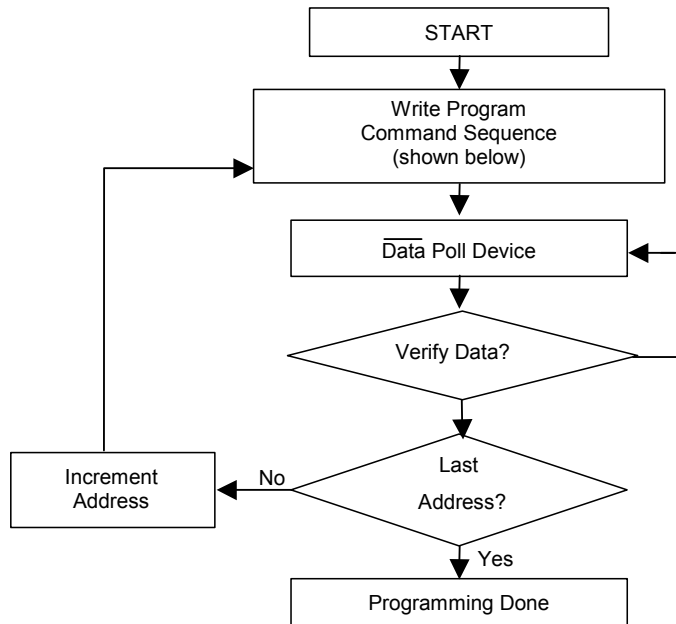 START
Write Program
Command Sequence
(shown below)
Data Poll Device
Verify Data?
Last
Address?
No
Increment
Address
Yes
Programming Done